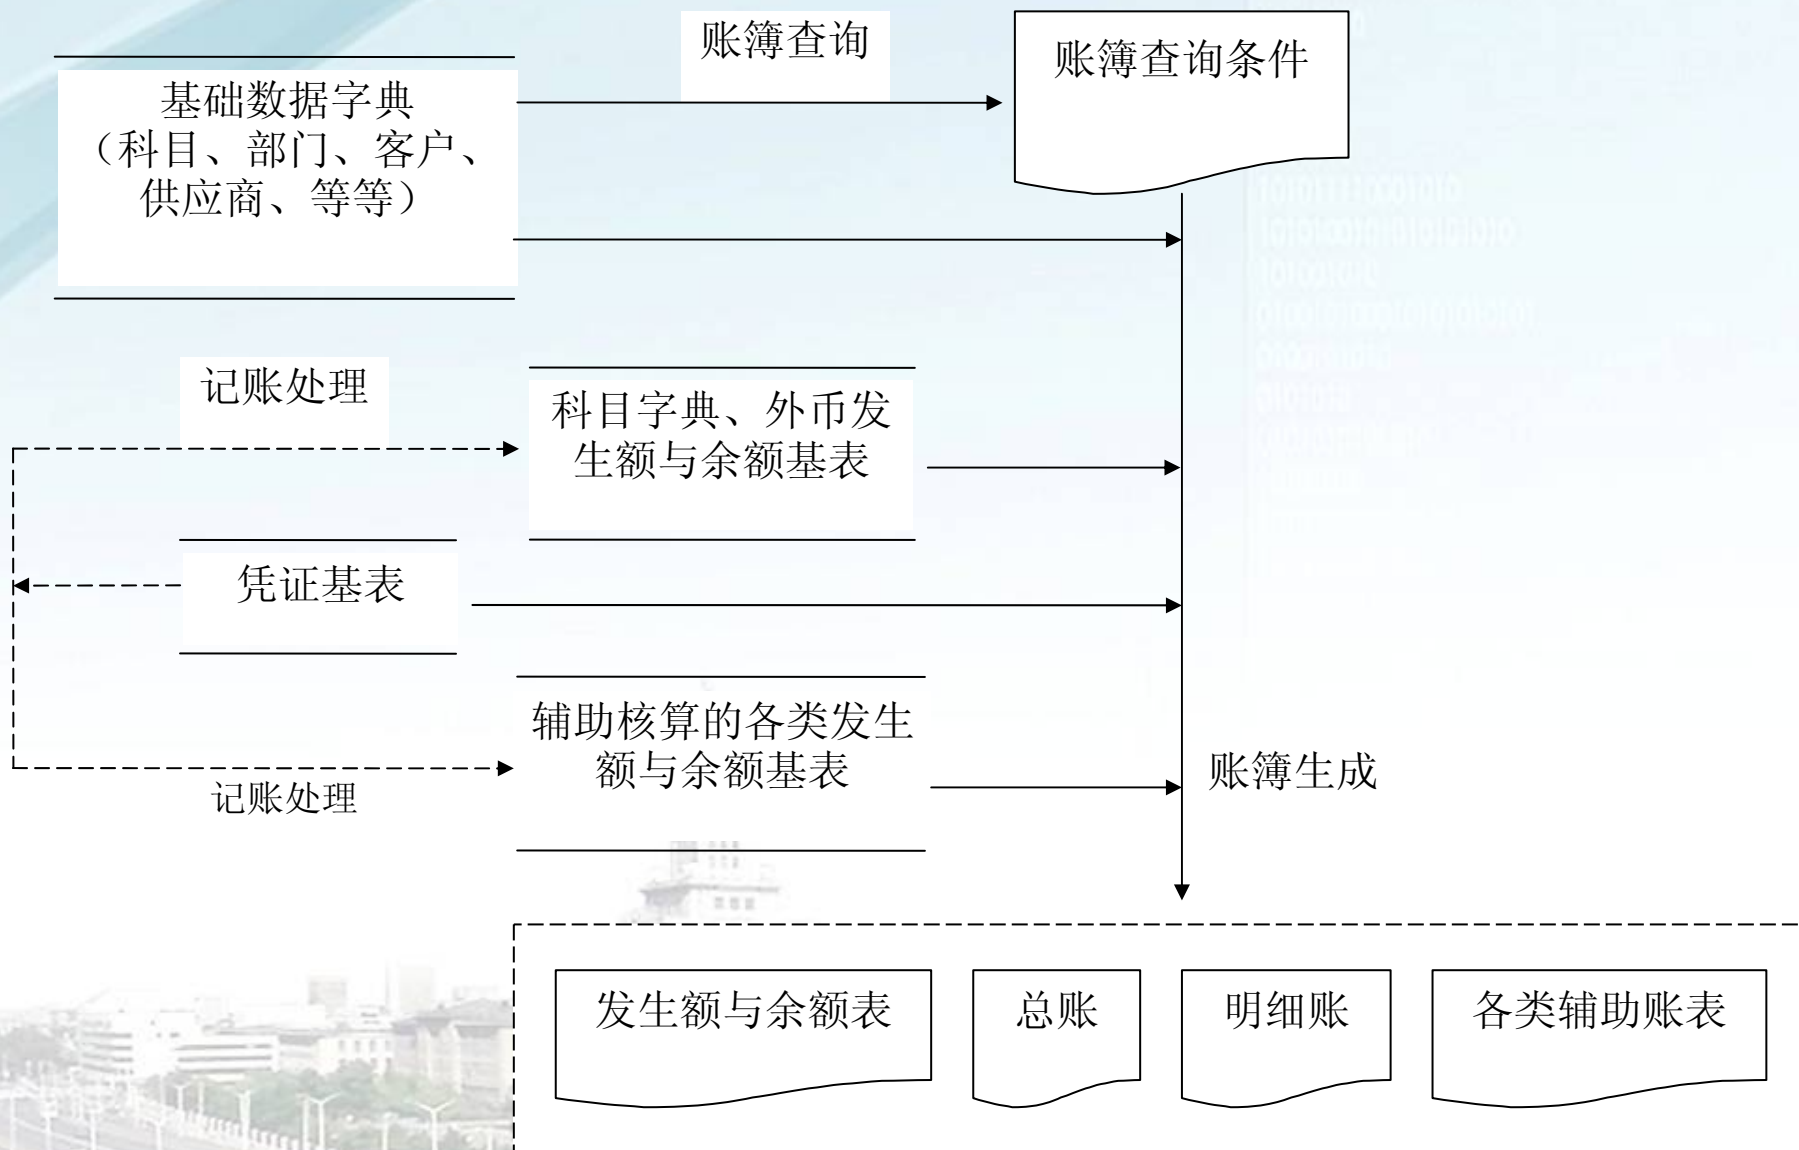 账簿查询
账簿查询条件
基础数据字典
（科目、部门、客户、
供应商、等等）
记账处理
科目字典、外币发
生额与余额基表
凭证基表
辅助核算的各类发生
额与余额基表
记账处理
账簿生成
发生额与余额表
总账
明细账
各类辅助账表